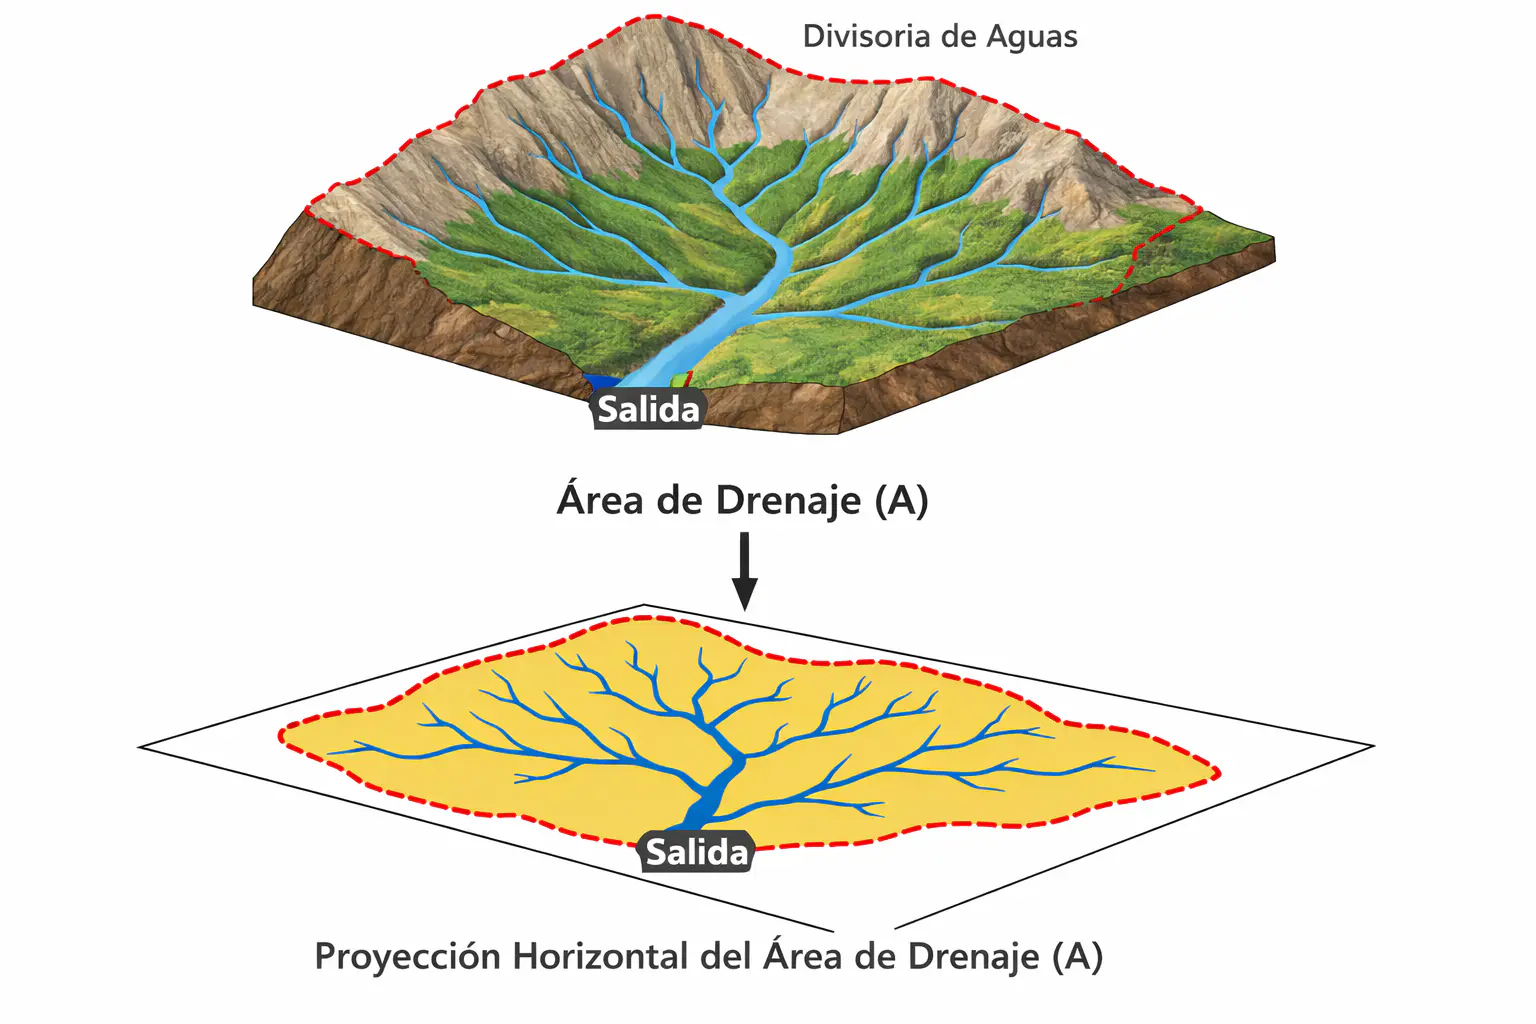 Divisoria de Aguas
Salida
Área de Drenaje (A)
Salida
Proyección Horizontal del Área de Drenaje (A)